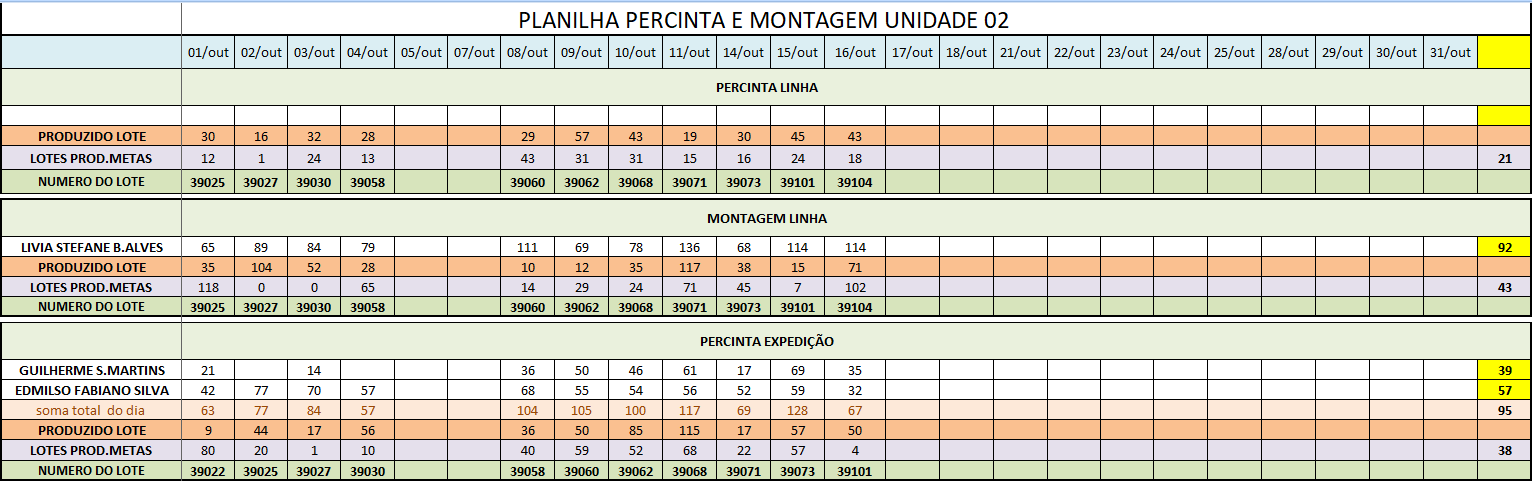 PLANILHA PERCINTA E MONTAGEM UNIDADE 02
01/out 02/out 03/out 04/out 05/out 07/out 08/out 09/out 10/out 11/out 14/out 15/out 16/out 17/out 18/out 21/out 22/out 23/out 24/out 25/out 28/out 29/out 30/out 31/out
PERCINTA LINHA
PRODUZIDO LOTE 30 16 32 28 29 57 43 19 30 45 43
LOTES PROD.METAS 12 1 24 13 43 31 31 15 16 24 18 21
NUMERO DO LOTE 39025 39027 39030 39058 39060 39062 39068 39071 39073 39101 39104
MONTAGEM LINHA
LIVIA STEFANE B.ALVES 65 89 84 79 111 69 78 136 68 114 114 92
PRODUZIDO LOTE 35 104 52 28 10 12 35 117 38 15 71
LOTES PROD.METAS 118 0 0 65 14 29 24 71 45 7 102 43
NUMERO DO LOTE 39025 39027 39030 39058 39060 39062 39068 39071 39073 39101 39104
PERCINTA EXPEDIÇÃO
GUILHERME S.MARTINS 21 14 36 50 46 61 17 69 35 39
EDMILSO FABIANO SILVA 42 77 70 57 68 55 54 56 52 59 32 57
soma total do dia 63 77 84 57 104 105 100 117 69 128 67 95
PRODUZIDO LOTE 9 44 17 56 36 50 85 115 17 57 50
LOTES PROD.METAS 80 20 1 10 40 59 52 68 22 57 4 38
NUMERO DO LOTE 39022 39025 39027 39030 39058 39060 39062 39068 39071 39073 39101